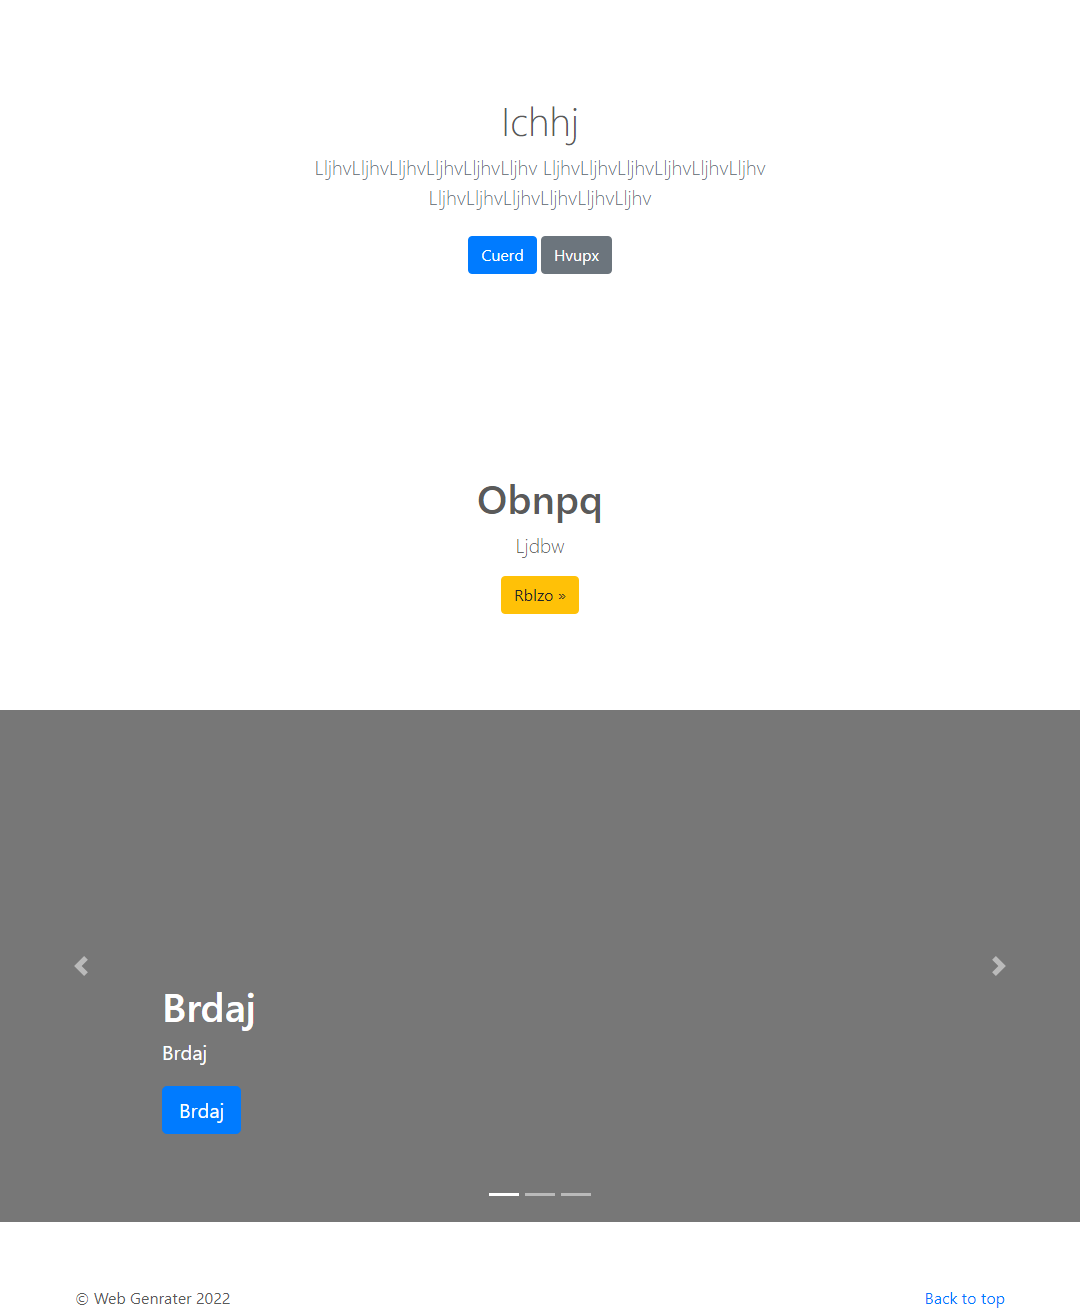 Ichhj
LljhvLljhvLljhvLljhvLljhvLljhv LljhvLljhvLljhvLljhvLljhvLljhv
LljhvLljhvLljhvLljhvLljhvLljhv
Cuerd Hvupx
Obnpq
Ljdbw
Rblzo »
Brdaj
Brdaj
Brdaj
© Web Genrater 2022 Back to top